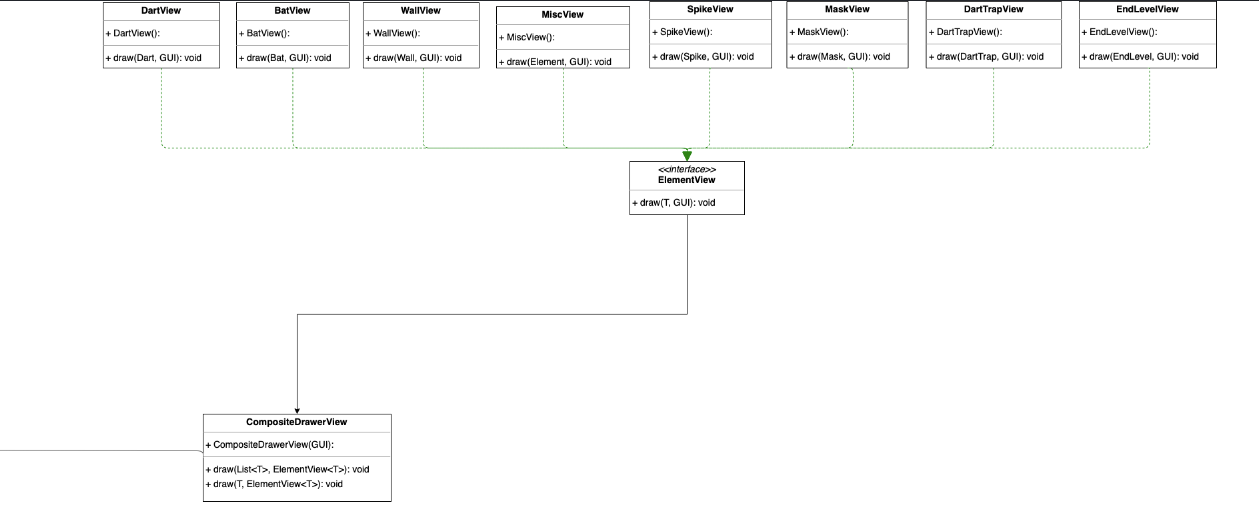 DartView
+ DartView():
+ draw(Dart, GUI): void
BatView
+ BatView():
+ draw(Bat, GUI): void
WallView
+ WallView():
+ draw(Wall, GUI): void
MiscView
+ MiscView():
+ draw(Element, GUI): void
SpikeView
+ SpikeView():
+ draw(Spike, GUI): void
MaskView
+ MaskView():
+ draw(Mask, GUI): void
DartTrapView
+ DartTrapView():
+ draw(DartTrap, GUI): void
EndLevelView
+ EndLevelView():
+ draw(EndLevel, GUI): void
<<interface>>
ElementView
+ draw(T, GUI): void
CompositeDrawerView
+ CompositeDrawerView(GUI):
+ draw(List<T>, ElementView<T>): void
+ draw(T, ElementView<T>): void